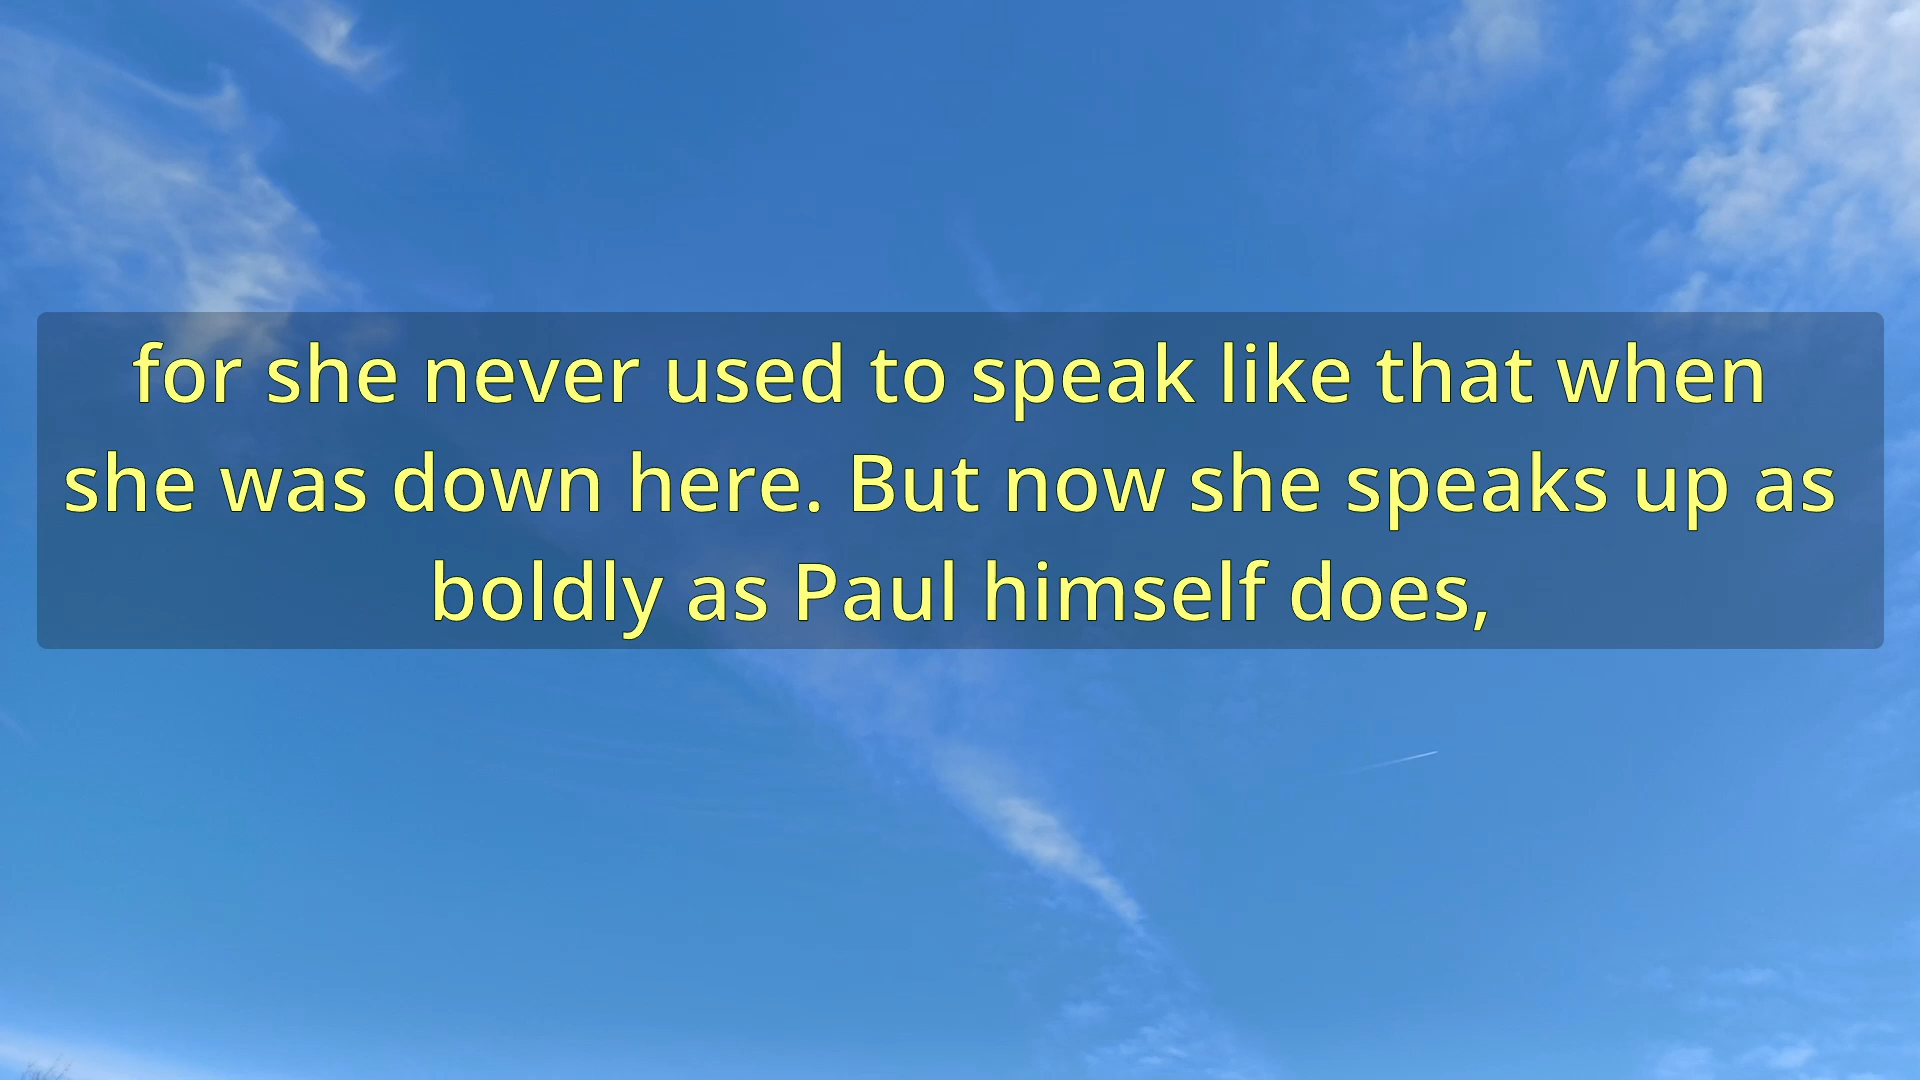 for she never used to speak like that when
she was down here. But now she speaks up as
boldly as Paul himself does,